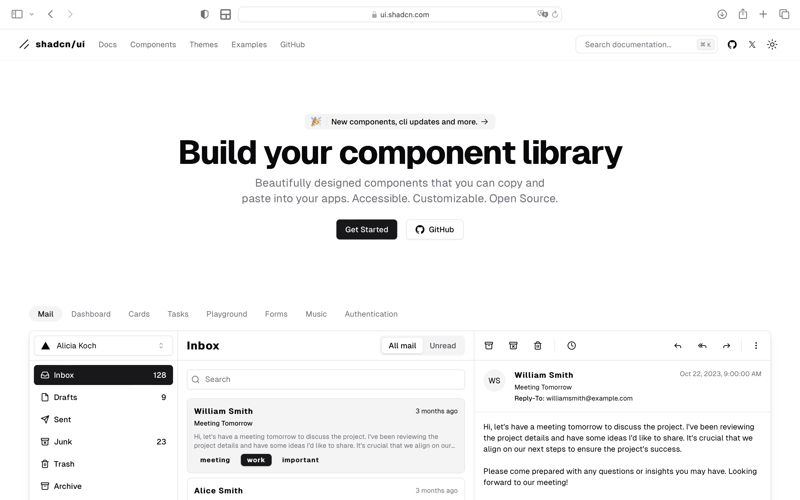 ui.shadcn.com
shadcn/ui Docs Components Themes Examples GitHub Search documentation... ⌘ K
New components, cli updates and more. →
Build your component library
Beautifully designed components that you can copy and
paste into your apps. Accessible. Customizable. Open Source.
Get Started GitHub
Mail Dashboard Cards Tasks Playground Forms Music Authentication
Alicia Koch
Inbox 128
Drafts 9
Sent
Junk 23
Trash
Archive
Inbox All mail Unread
Search
William Smith 3 months ago
Meeting Tomorrow
Hi, let's have a meeting tomorrow to discuss the project. I've been reviewing the
project details and have some ideas I'd like to share. It's crucial that we align on our...
meeting work important
Alice Smith 3 months ago
WS
William Smith Oct 22, 2023, 9:00:00 AM
Meeting Tomorrow
Reply-To: williamsmith@example.com
Hi, let's have a meeting tomorrow to discuss the project. I've been reviewing
the project details and have some ideas I'd like to share. It's crucial that we
align on our next steps to ensure the project's success.
Please come prepared with any questions or insights you may have. Looking
forward to our meeting!